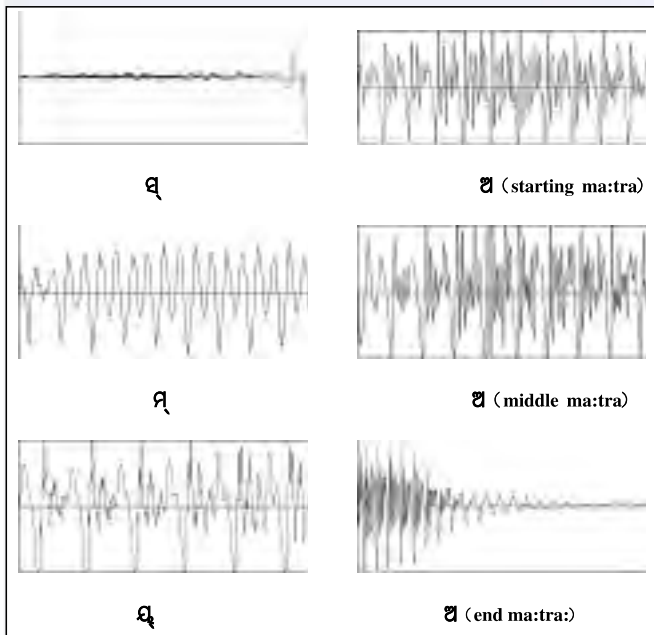 ସ୍ ଅ (starting ma:tra)
ମ୍ ଅ (middle ma:tra)
ୟ୍ ଅ (end ma:tra:)